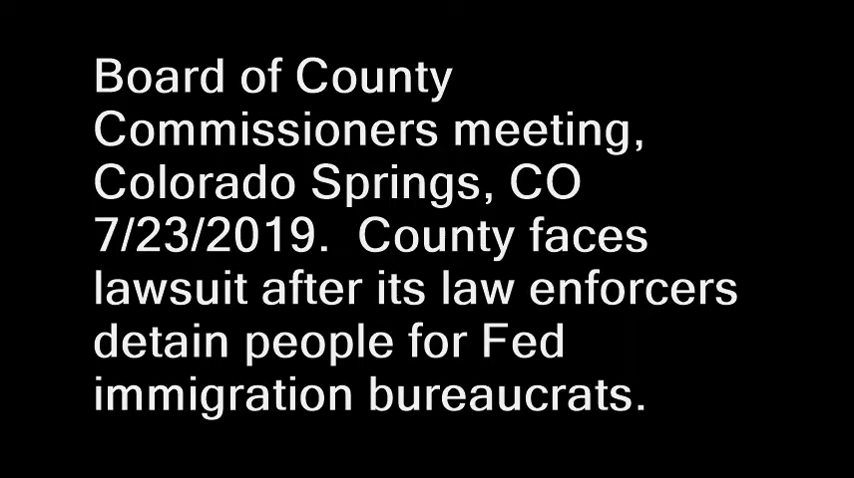 Board of County
Commissioners meeting,
Colorado Springs, CO
7/23/2019.  County faces
lawsuit after its law enforcers
detain people for Fed
immigration bureaucrats.